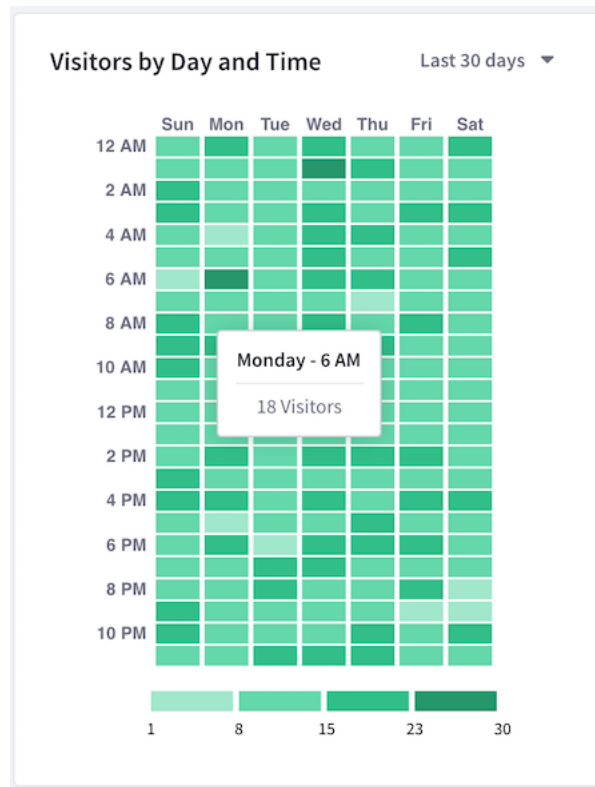 Visitors by Day and Time
Last 30 days
Sun Mon Tue Wed Thu Fri Sat
12 AM
2 AM
4 AM
6 AM
8 AM
10 AM
Monday - 6 AM
18 Visitors
12 PM
2 PM
4 PM
6 PM
8 PM
10 PM
1 8 15 23 30